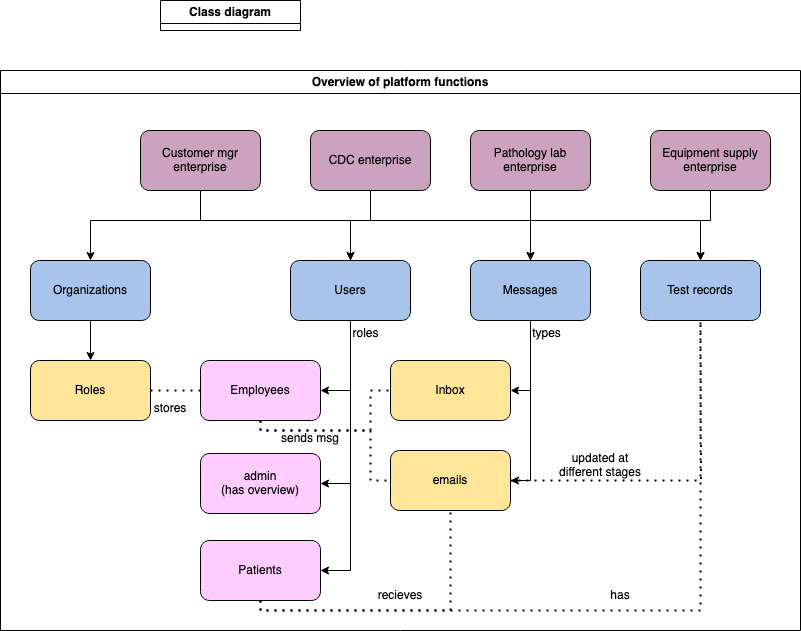 Class diagram
Overview of platform functions
Customer mgr
enterprise
CDC enterprise
Pathology lab
enterprise
Equipment supply
enterprise
Organizations
Users
Messages
Test records
roles
types
Roles
stores
Employees
Inbox
sends msg
admin
(has overview)
emails
updated at
different stages
Patients
recieves
has